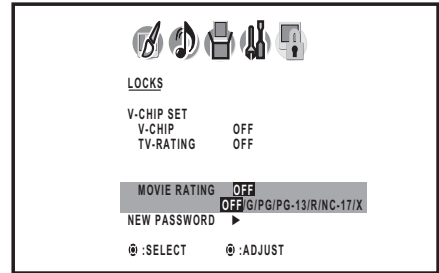 LOCKS
V-CHIP SET
V-CHIP OFF
TV-RATING OFF
MOVIE RATING OFF
OFF/G/PG/PG-13/R/NC-17/X
NEW PASSWORD ▶
:SELECT :ADJUST